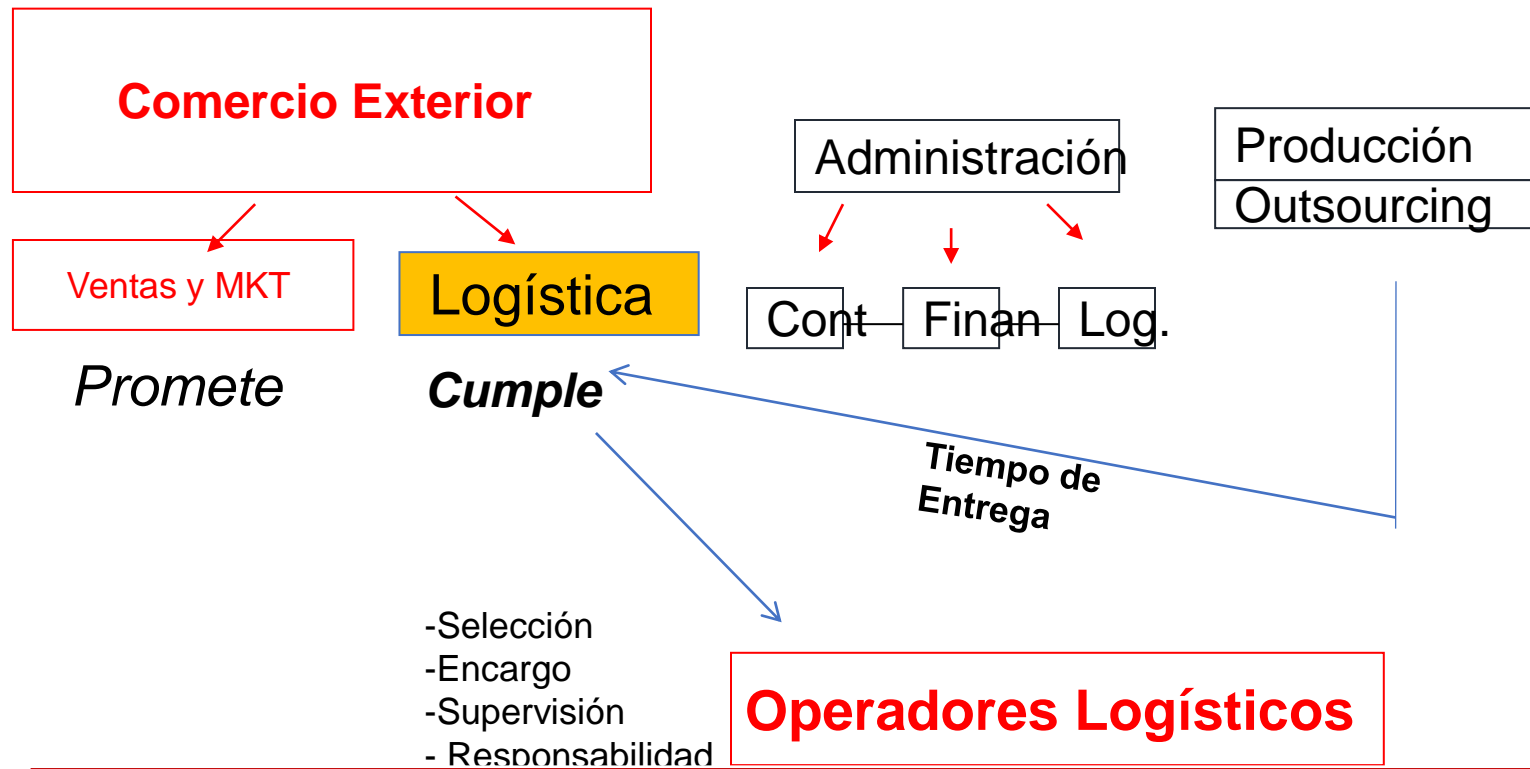 Comercio Exterior
Administración
Producción
Outsourcing
Ventas y MKT
Logística
Cont
Finan
Log.
Promete
Cumple
Tiempo de
Entrega
-Selección
-Encargo
-Supervisión
- Responsabilidad
Operadores Logísticos